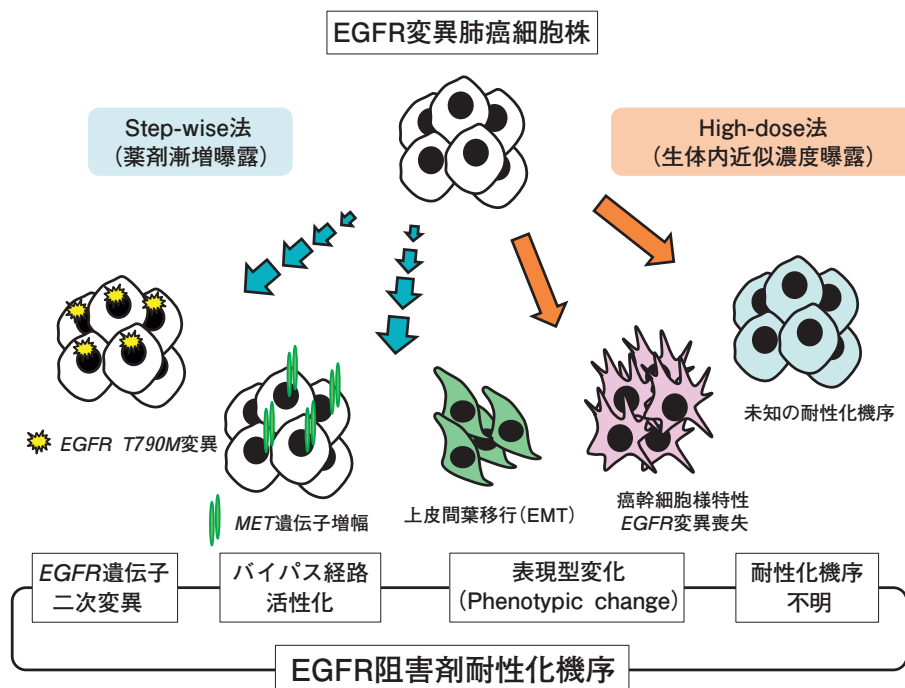 EGFR変異肺癌細胞株
Step-wise法
（薬剤漸増曝露）
High-dose法
（生体内近似濃度曝露）
未知の耐性化機序
EGFR T790M変異
MET遺伝子増幅
上皮間葉移行（EMT）
癌幹細胞様特性
EGFR変異喪失
EGFR遺伝子
二次変異
バイパス経路
活性化
表現型変化
（Phenotypic change）
耐性化機序
不明
EGFR阻害剤耐性化機序